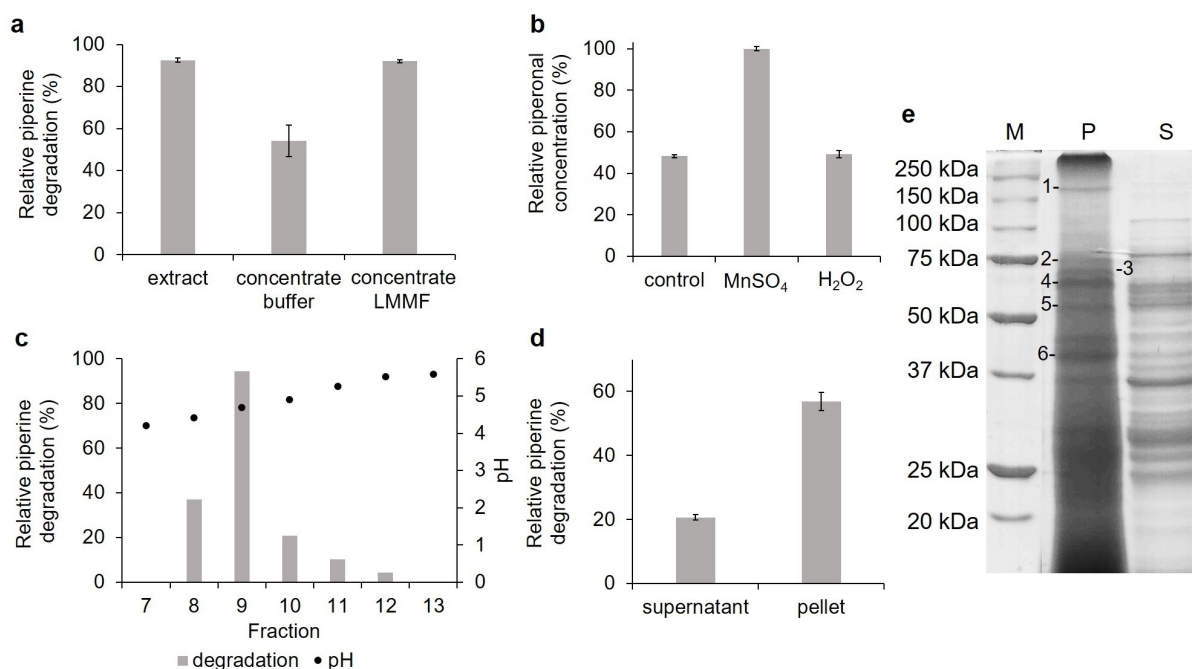 a
Relative piperine
degradation (%)
100
80
60
40
20
0
extract
concentrate
buffer
concentrate
LMMF
b
Relative piperonal
concentration (%)
100
80
60
40
20
0
control
MnSO₄
H₂O₂
c
Relative piperine
degradation (%)
100
80
60
40
20
0
6
5
4
3
2
1
0
pH
7 8 9 10 11 12 13
Fraction
degradation pH
d
Relative piperine
degradation (%)
60
40
20
0
supernatant
pellet
e
M P S
250 kDa
150 kDa
100 kDa
75 kDa
50 kDa
37 kDa
25 kDa
20 kDa
1-
2-
-3
4-
5-
6-